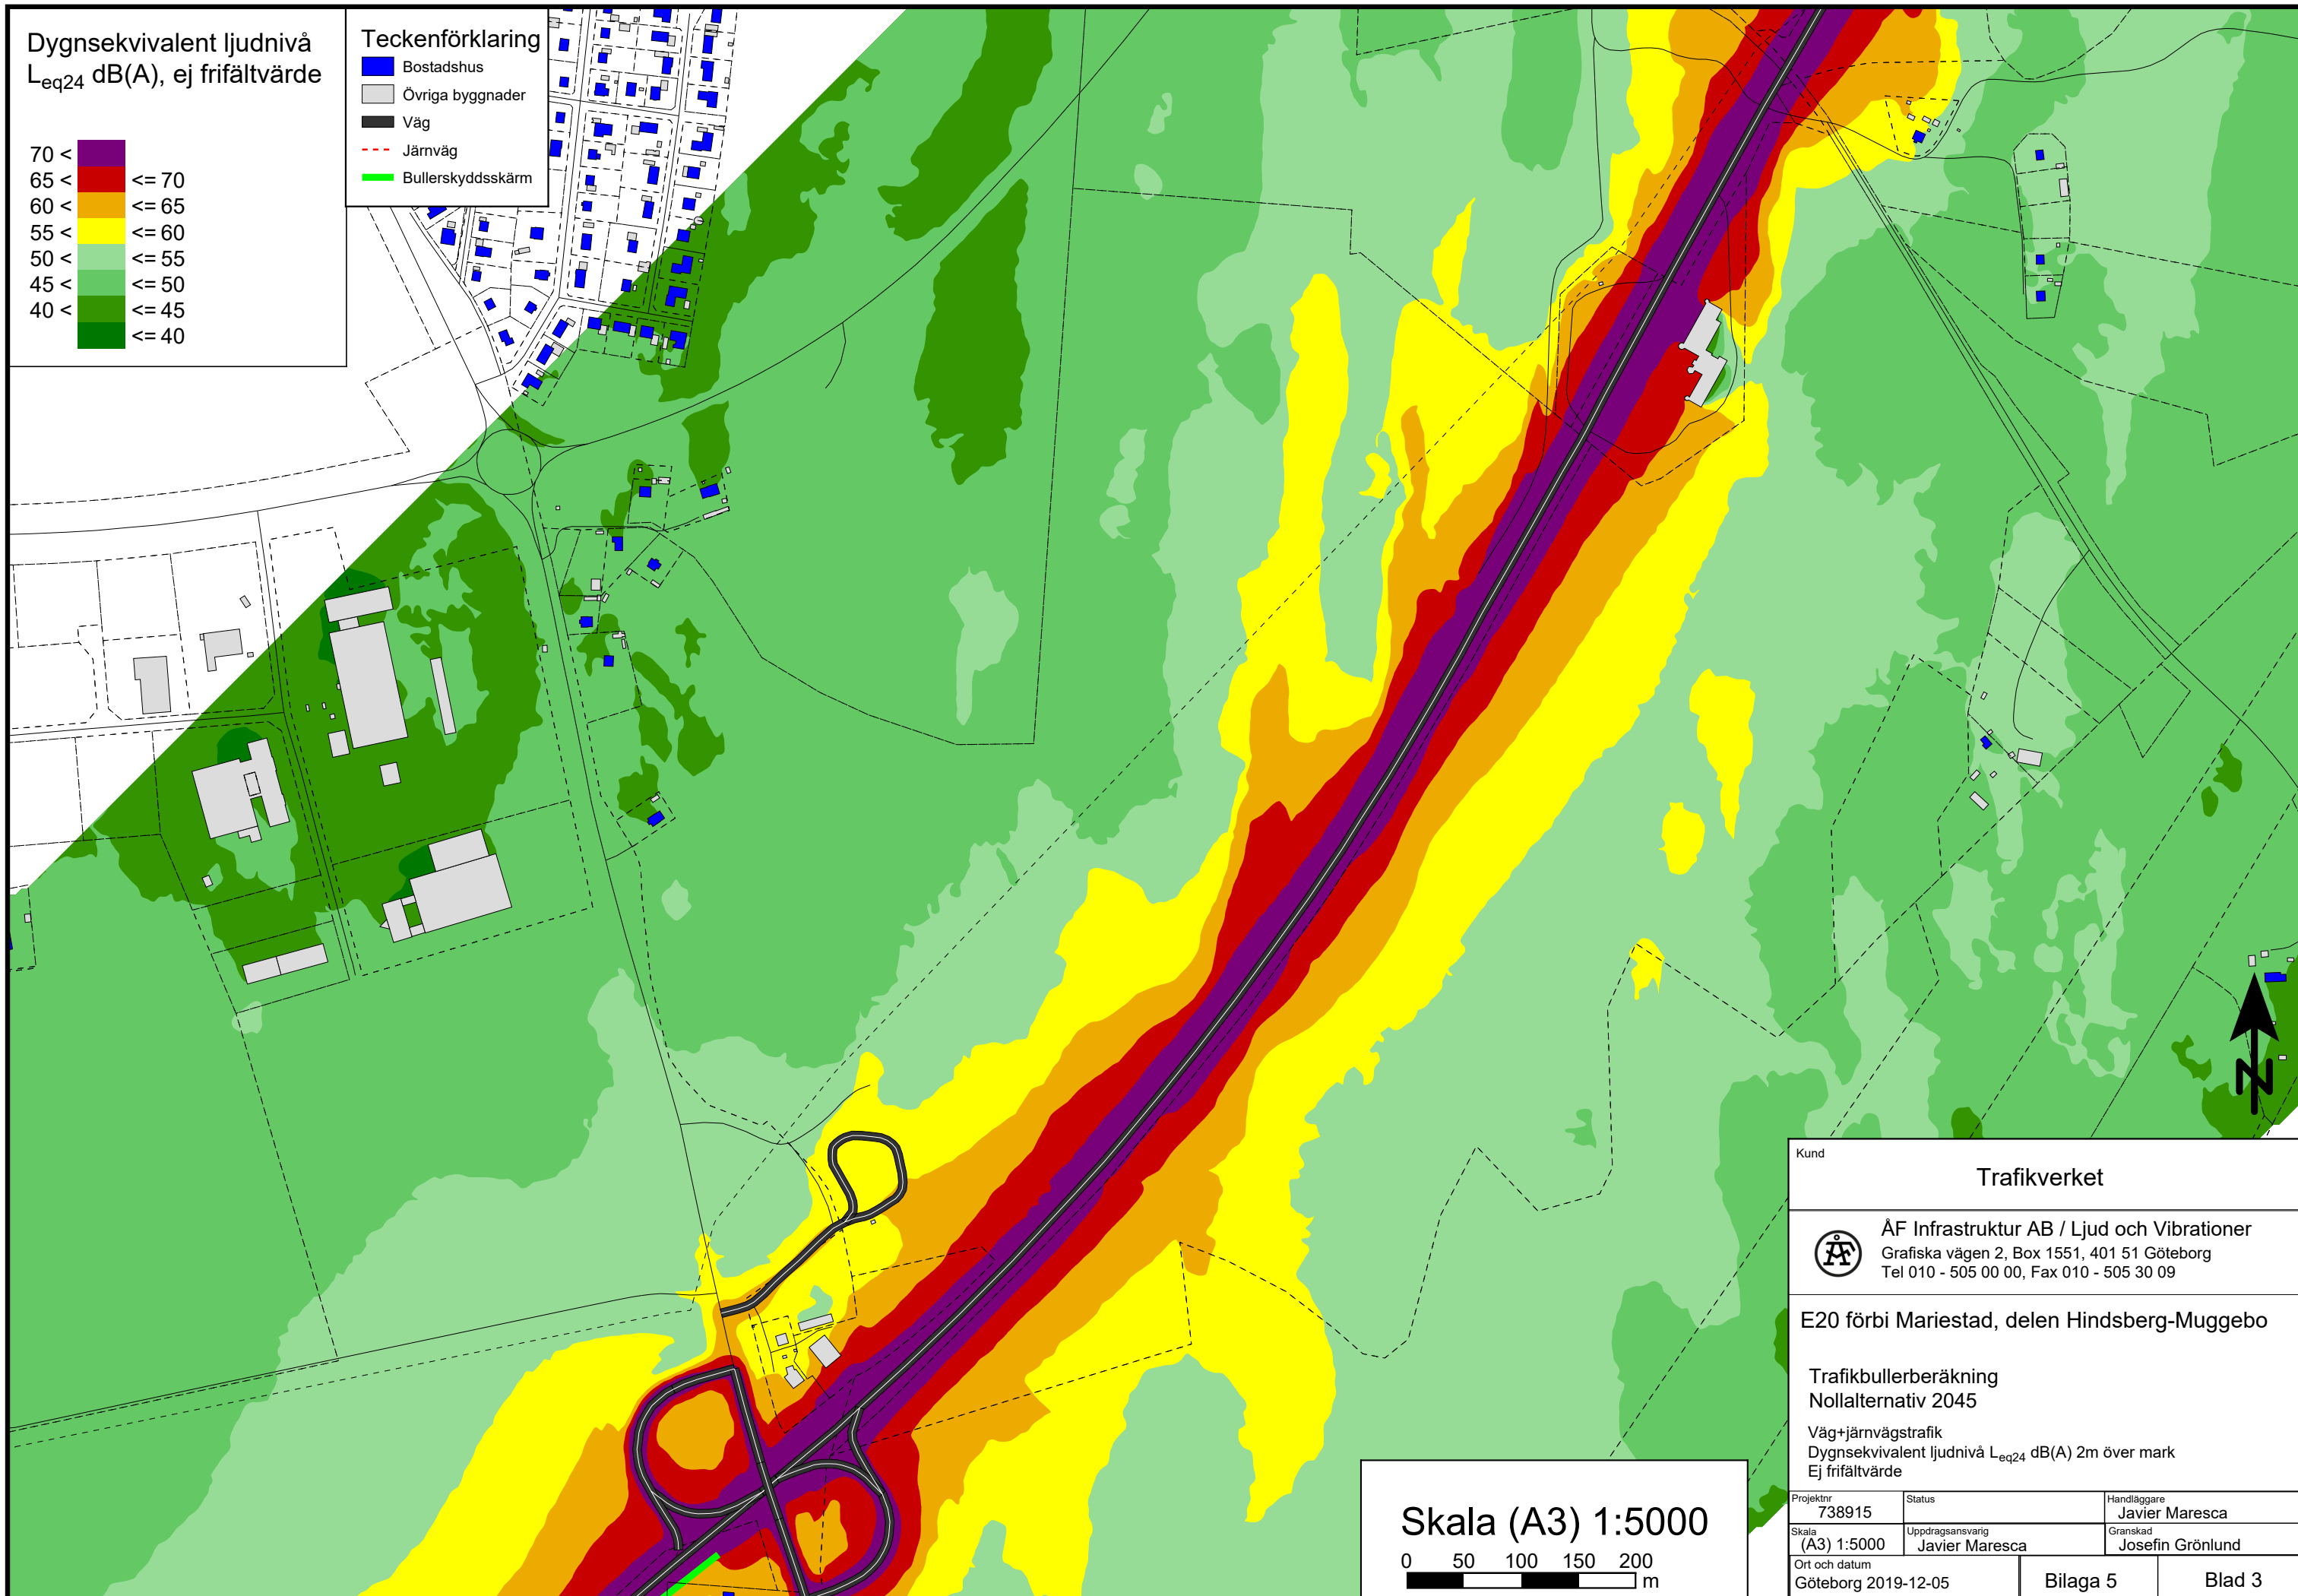 Dygnsekvivalent ljudnivå
Leq24 dB(A), ej frifältvärde
70 <
65 < <= 70
60 < <= 65
55 < <= 60
50 < <= 55
45 < <= 50
40 < <= 45
<= 40
Teckenförklaring
Bostadshus
Övriga byggnader
Väg
Järnväg
Bullerskyddsskärm
N
Skala (A3) 1:5000
0 50 100 150 200
m
Kund
Trafikverket
ÅF
ÅF Infrastruktur AB / Ljud och Vibrationer
Grafiska vägen 2, Box 1551, 401 51 Göteborg
Tel 010 - 505 00 00, Fax 010 - 505 30 09
E20 förbi Mariestad, delen Hindsberg-Muggebo
Trafikbullerberäkning
Nollalternativ 2045
Väg+järnvägstrafik
Dygnsekvivalent ljudnivå Leq24 dB(A) 2m över mark
Ej frifältvärde
Projektnr
738915
Status
Handläggare
Javier Maresca
Skala
(A3) 1:5000
Uppdragsansvarig
Javier Maresca
Granskad
Josefin Grönlund
Ort och datum
Göteborg 2019-12-05
Bilaga 5
Blad 3